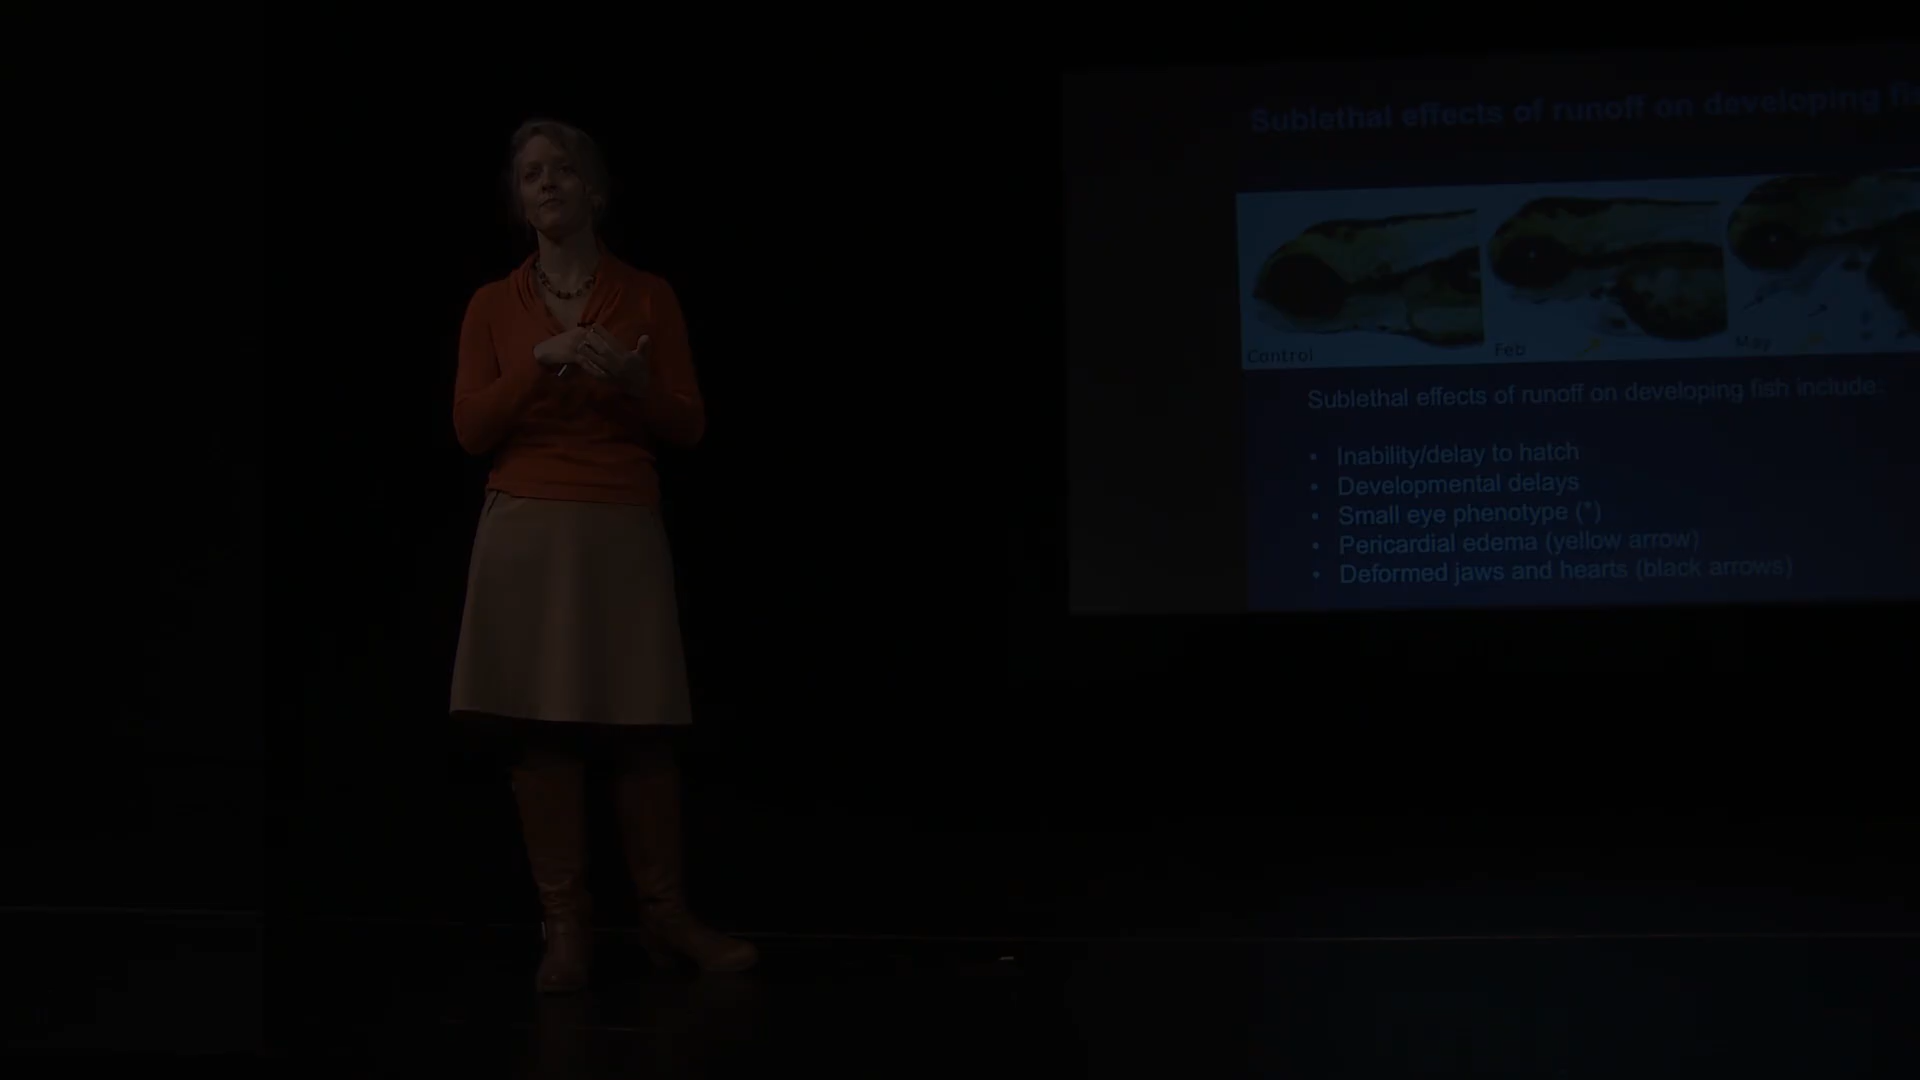 Sublethal effects of runoff on developing
Control
Feb
May
Sublethal effects of runoff on developing fish include:
• Inability/delay to hatch
• Developmental delays
• Small eye phenotype (*)
• Pericardial edema (yellow arrow)
• Deformed jaws and hearts (black arrows)